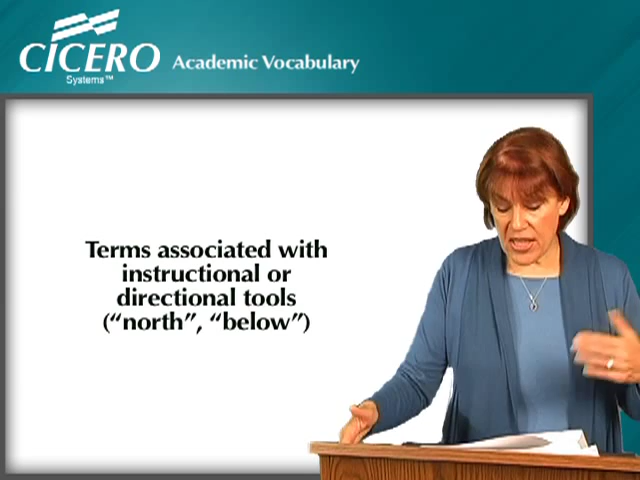 CICERO
Systems™
Academic Vocabulary
Terms associated with
instructional or
directional tools
(“north”, “below”)